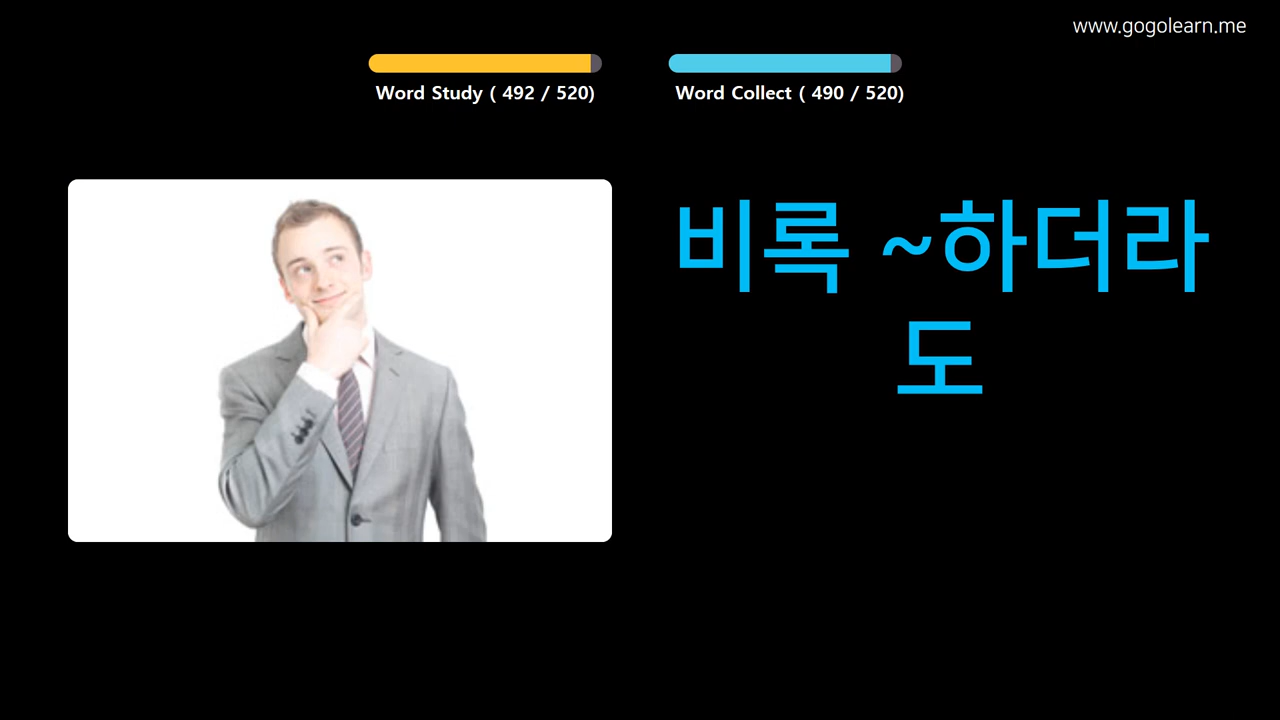 www.gogolearn.me
Word Study ( 492 / 520)
Word Collect ( 490 / 520)
비록 ~하더라
도